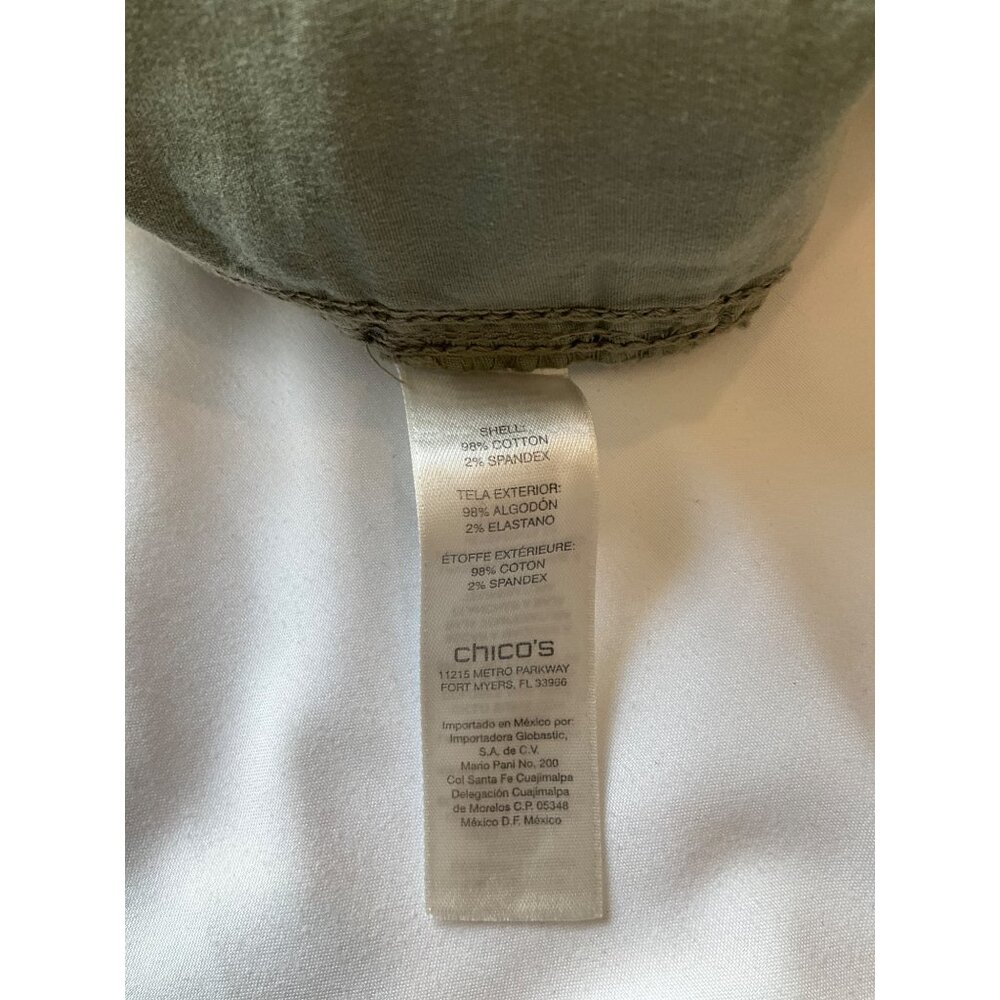 SHELL:
98% COTTON
2% SPANDEX
TELA EXTERIOR:
98% ALGODÓN
2% ELASTANO
ÉTOFFE EXTÉRIEURE:
98% COTON
2% SPANDEX
chico's
11215 METRO PARKWAY
FORT MYERS, FL 33966
Importado en México por:
Importadora Globastic,
S.A. de C.V.
Mario Pani No. 200
Col Santa Fe Cuajimalpa
Delegación Cuajimalpa
de Morelos C.P. 05348
México D.F. México